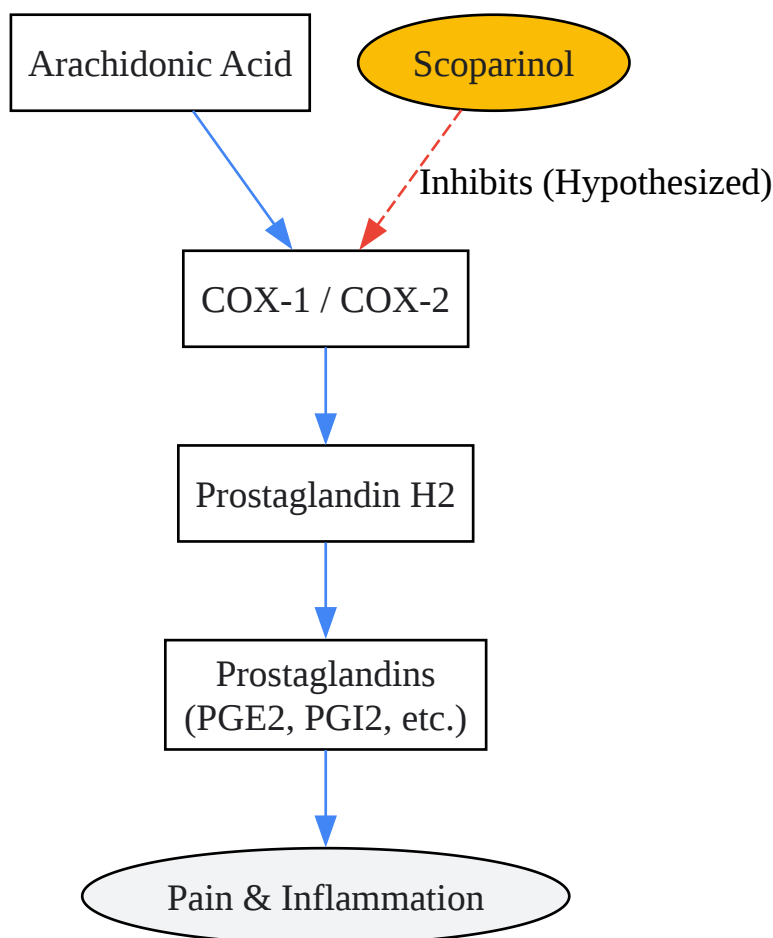 Arachidonic Acid
Scoparinol
Inhibits (Hypothesized)
COX-1 / COX-2
Prostaglandin H2
Prostaglandins
(PGE2, PGI2, etc.)
Pain & Inflammation